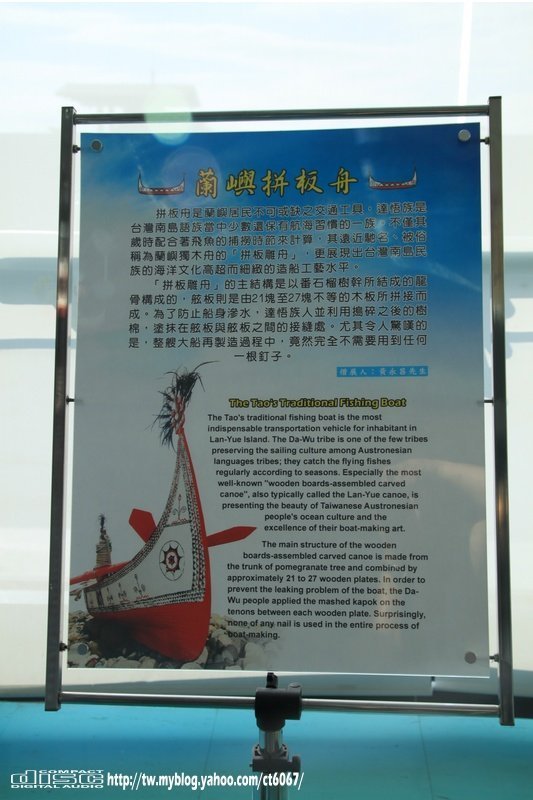 蘭嶼拼板舟
拼板舟是蘭嶼居民不可或缺之交通工具，達悟族是
台灣南島語族當中少數還保有航海習慣的一族，不僅其
歲時配合著飛魚的捕撈時節來計算，其遠近馳名、被俗
稱為蘭嶼獨木舟的「拼板雕舟」，更展現出台灣南島民
族的海洋文化高超而細緻的造船工藝水平。
「拼板雕舟」的主結構是以番石榴樹幹所結成的龍
骨構成的，舷板則是由21塊至27塊不等的木板所拼接而
成。為了防止船身滲水，達悟族人並利用搗碎之後的樹
棉，塗抹在舷板與舷板之間的接縫處。尤其令人驚嘆的
是，整艘大船再製造過程中，竟然完全不需要用到任何
一根釘子。
借展人：黃永昌先生
The Tao's Traditional Fishing Boat
The Tao's traditional fishing boat is the most
indispensable transportation vehicle for inhabitant in
Lan-Yue Island. The Da-Wu tribe is one of the few tribes
preserving the sailing culture among Austronesian
languages tribes; they catch the flying fishes
regularly according to seasons. Especially the most
well-known "wooden boards-assembled carved
canoe", also typically called the Lan-Yue canoe, is
presenting the beauty of Taiwanese Austronesian
people's ocean culture and the
excellence of their boat-making art.
The main structure of the wooden
boards-assembled carved canoe is made from
the trunk of pomegranate tree and combined by
approximately 21 to 27 wooden plates. In order to
prevent the leaking problem of the boat, the Da-
Wu people applied the mashed kapok on the
tenons between each wooden plate. Surprisingly,
none of any nail is used in the entire process of
boat-making.
COMPACT
disc
DIGITAL AUDIO
http://tw.myblog.yahoo.com/ct6067/